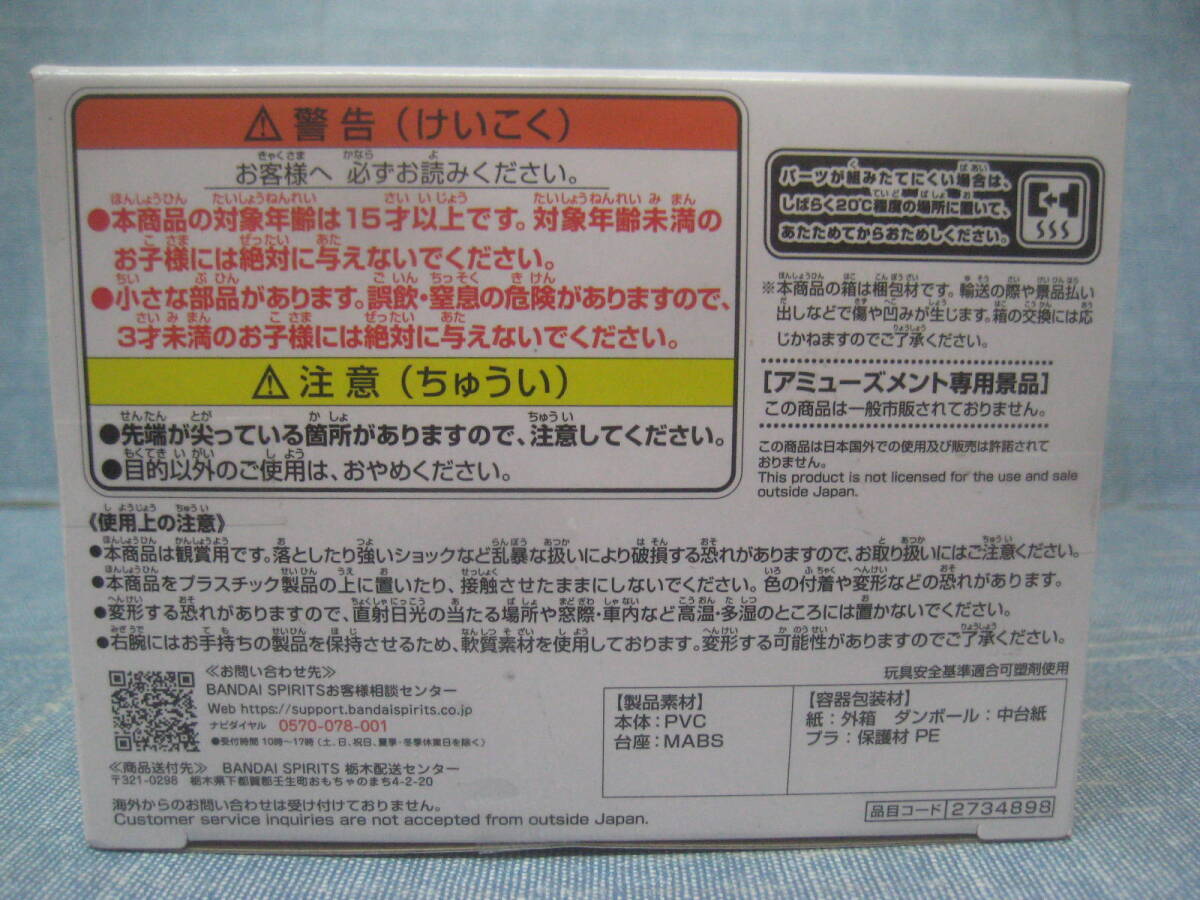 ⚠警告（けいこく）
お客様へ 必ずお読みください。
●本商品の対象年齢は15才以上です。対象年齢未満の
お子様には絶対に与えないでください。
●小さな部品があります。誤飲・窒息の危険がありますので、
3才未満のお子様には絶対に与えないでください。
⚠注意（ちゅうい）
●先端が尖っている箇所がありますので、注意してください。
●目的以外のご使用は、おやめください。
パーツが組みたてにくい場合は、
しばらく20℃程度の場所に置いて、
あたためてからおためしください。
※本商品の箱は梱包材です。輸送の際や景品払い
出しなどで傷や凹みが生じます。箱の交換には応
じかねますのでご了承ください。
［アミューズメント専用景品］
この商品は一般市販されておりません。
この商品は日本国外での使用及び販売は許諾されて
おりません。
This product is not licensed for the use and sale
outside Japan.
《使用上の注意》
●本商品は観賞用です。落としたり強いショックなど乱暴な扱いにより破損する恐れがありますので、お取り扱いにはご注意ください。
●本商品をプラスチック製品の上に置いたり、接触させたままにしないでください。色の付着や変形などの恐れがあります。
●変形する恐れがありますので、直射日光の当たる場所や窓際・車内など高温・多湿のところには置かないでください。
●右腕にはお手持ちの製品を保持させるため、軟質素材を使用しております。変形する可能性がありますのでご了承ください。
玩具安全基準適合可塑剤使用
≪お問い合わせ先≫
BANDAI SPIRITSお客様相談センター
Web https://support.bandaispirits.co.jp
ナビダイヤル 0570-078-001
●受付時間 10時〜17時（土、日、祝日、夏季・冬季休業日を除く）
≪商品送付先≫ BANDAI SPIRITS 栃木配送センター
〒321-0298 栃木県下都賀郡壬生町おもちゃのまち4-2-20
海外からのお問い合わせは受け付けておりません。
Customer service inquiries are not accepted from outside Japan.
【製品素材】
本体：PVC
台座：MABS
【容器包装材】
紙：外箱 ダンボール：中台紙
プラ：保護材 PE
品目コード 2734898